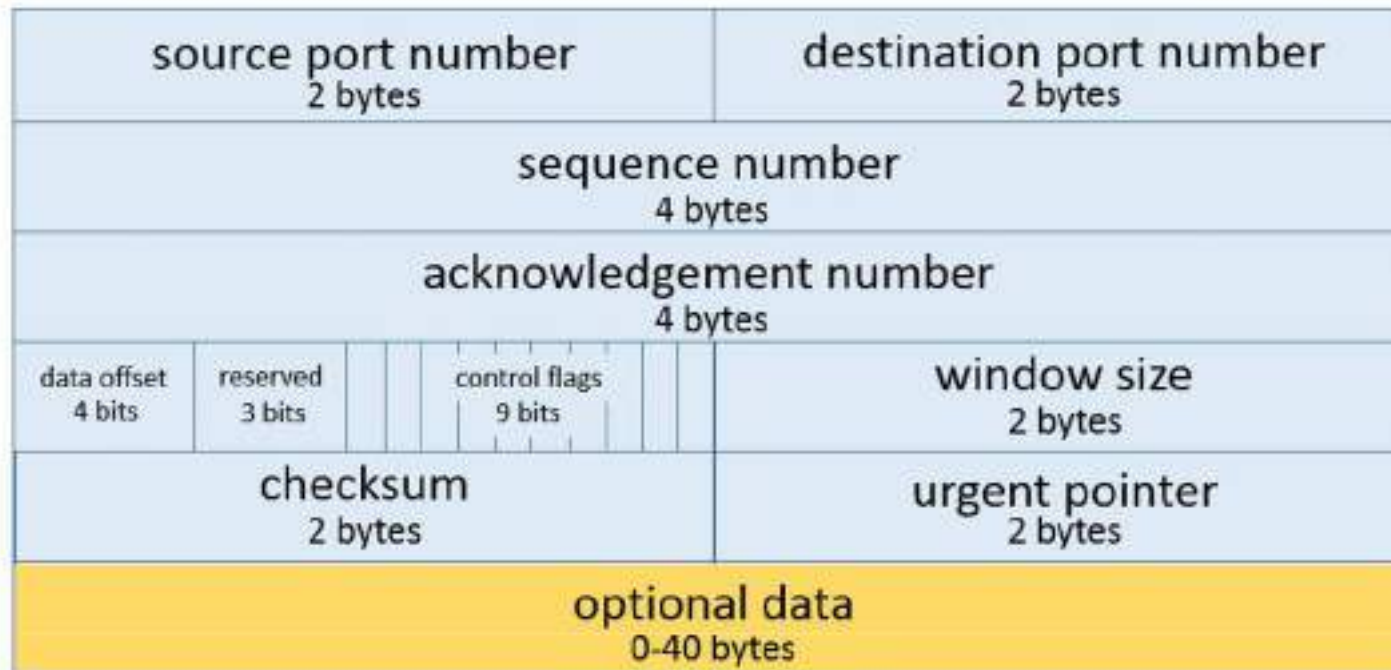 source port number
2 bytes
destination port number
2 bytes
sequence number
4 bytes
acknowledgement number
4 bytes
data offset
4 bits
reserved
3 bits
control flags
9 bits
window size
2 bytes
checksum
2 bytes
urgent pointer
2 bytes
optional data
0-40 bytes